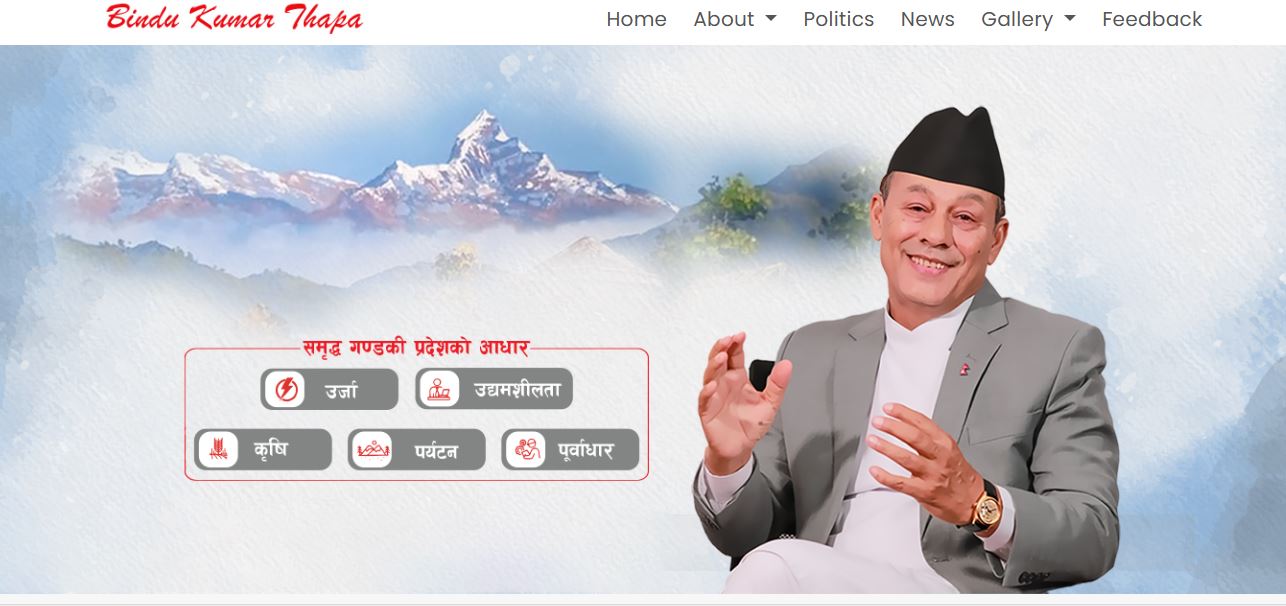 Bindu Kumar Thapa
Home About Politics News Gallery Feedback
समृद्ध गण्डकी प्रदेशको आधार
उर्जा उद्यमशीलता
कृषि पर्यटन पूर्वाधार